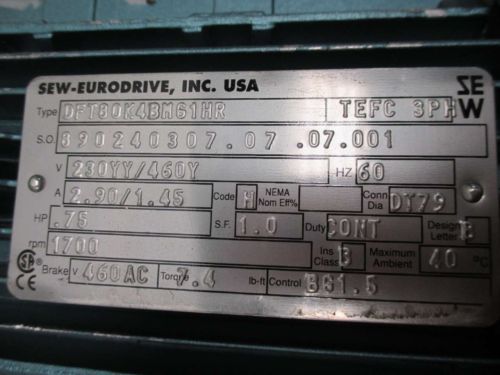 SEW-EURODRIVE, INC. USA SEW
Type DFT80K4BM61HR TEFC 3PH
S.O. 890240307.07 .07.001
V 230YY/460Y HZ 60
A 2.90/1.45 Code H NEMA Nom Eff% Conn Dia DT79
HP .75 S.F. 1.0 Duty CONT Design Letter B
rpm 1700 Ins Class B Maximum Ambient 40 °C
SA CE Brake V 460AC Torque 7.4 lb-ft Control BG1.5